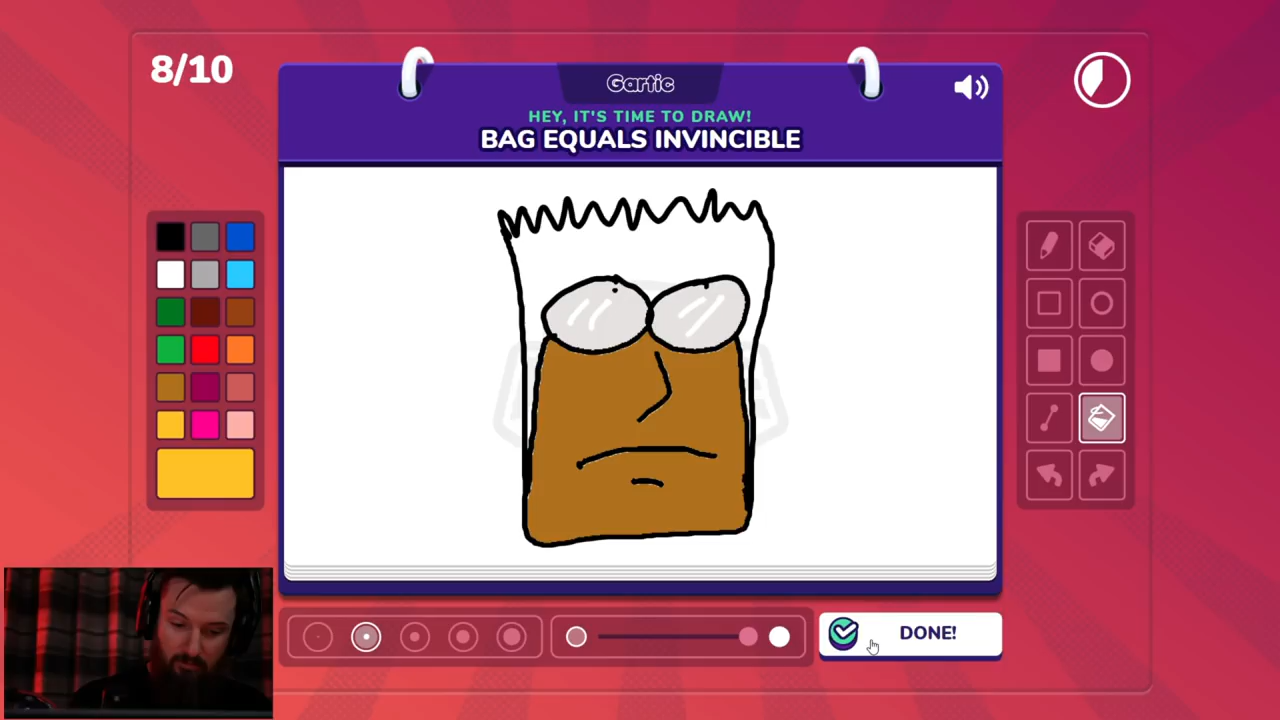 8/10
Gartic
HEY, IT'S TIME TO DRAW!
BAG EQUALS INVINCIBLE
DONE!